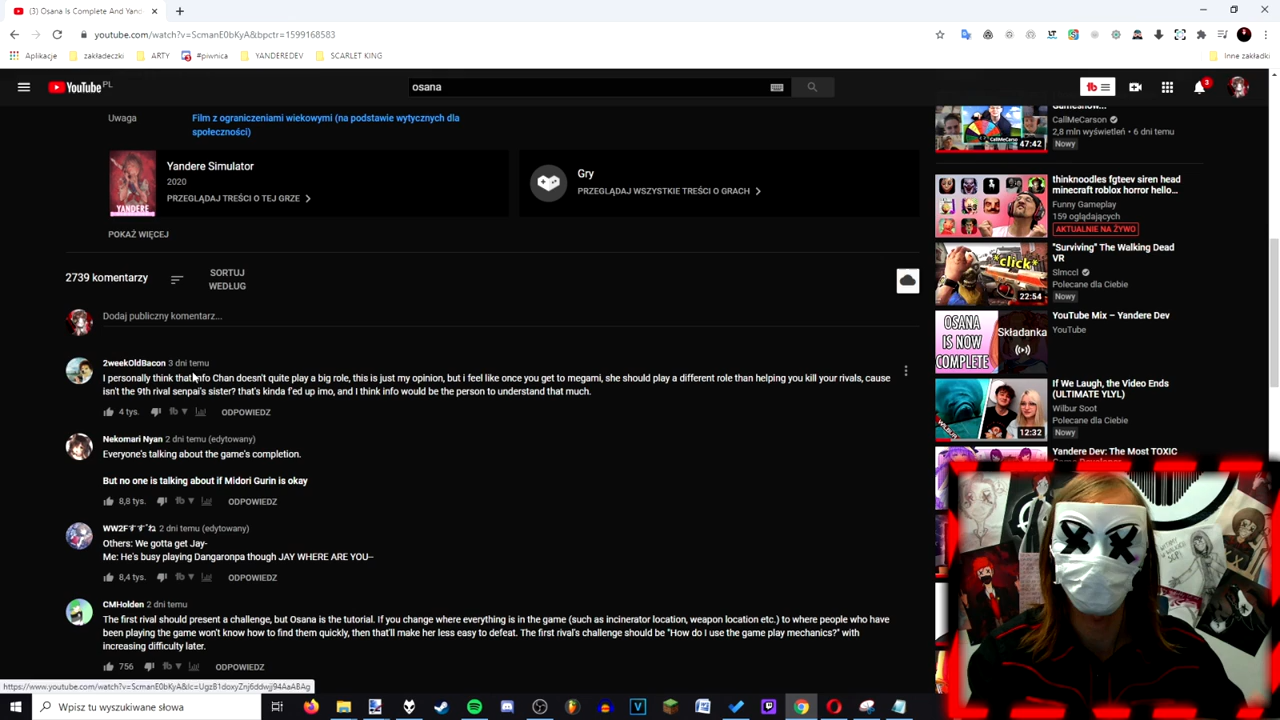 (3) Osana Is Complete And Yand
youtube.com/watch?v=ScmanE0bKyA&bpctr=1599168583
Aplikacje
zakładeczki
ARTY
#piwnica
YANDEREDEV
SCARLET KING
Inne zakładki
YouTube PL
osana
3
Uwaga
Film z ograniczeniami wiekowymi (na podstawie wytycznych dla
społeczności)
Yandere Simulator
2020
PRZEGLĄDAJ TREŚCI O TEJ GRZE
YANDERE
Gry
PRZEGLĄDAJ WSZYSTKIE TREŚCI O GRACH
POKAŻ WIĘCEJ
2739 komentarzy
SORTUJ
WEDŁUG
Dodaj publiczny komentarz...
2weekOldBacon 3 dni temu
I personally think that Info Chan doesn't quite play a big role, this is just my opinion, but i feel like once you get to megami, she should play a different role than helping you kill your rivals, cause
isn't the 9th rival senpai's sister? that's kinda f'ed up imo, and I think info would be the person to understand that much.
4 tys.
ODPOWIEDZ
Nekomari Nyan 2 dni temu (edytowany)
Everyone's talking about the game's completion.
But no one is talking about if Midori Gurin is okay
8,8 tys.
ODPOWIEDZ
2 dni temu (edytowany)
Others: We gotta get Jay-
Me: He's busy playing Dangaronpa though JAY WHERE ARE YOU--
8,4 tys.
ODPOWIEDZ
CMHolden 2 dni temu
The first rival should present a challenge, but Osana is the tutorial. If you change where everything is in the game (such as incinerator location, weapon location etc.) to where people who have
been playing the game won't know how to find them quickly, then that'll make her less easy to defeat. The first rival's challenge should be "How do I use the game play mechanics?" with
increasing difficulty later.
756
ODPOWIEDZ
Gameshow...
CallMeCarson
2,8 mln wyświetleń • 6 dni temu
Nowy
47:42
thinknoodles fgteev siren head
minecraft roblox horror hello...
Funny Gameplay
159 oglądających
AKTUALNIE NA ŻYWO
"Surviving" The Walking Dead
VR
Slmccl
Polecane dla Ciebie
Nowy
*click*
22:54
YouTube Mix – Yandere Dev
YouTube
OSANA
IS NOW
COMPLETE
Składanka
If We Laugh, the Video Ends
(ULTIMATE YLYL)
Wilbur Soot
Polecane dla Ciebie
Nowy
12:32
Yandere Dev: The Most TOXIC
https://www.youtube.com/watch?v=ScmanE0bKyA&lc=UgzB1doxyZnj6ddwjj94AaABAg
Wpisz tu wyszukiwane słowa